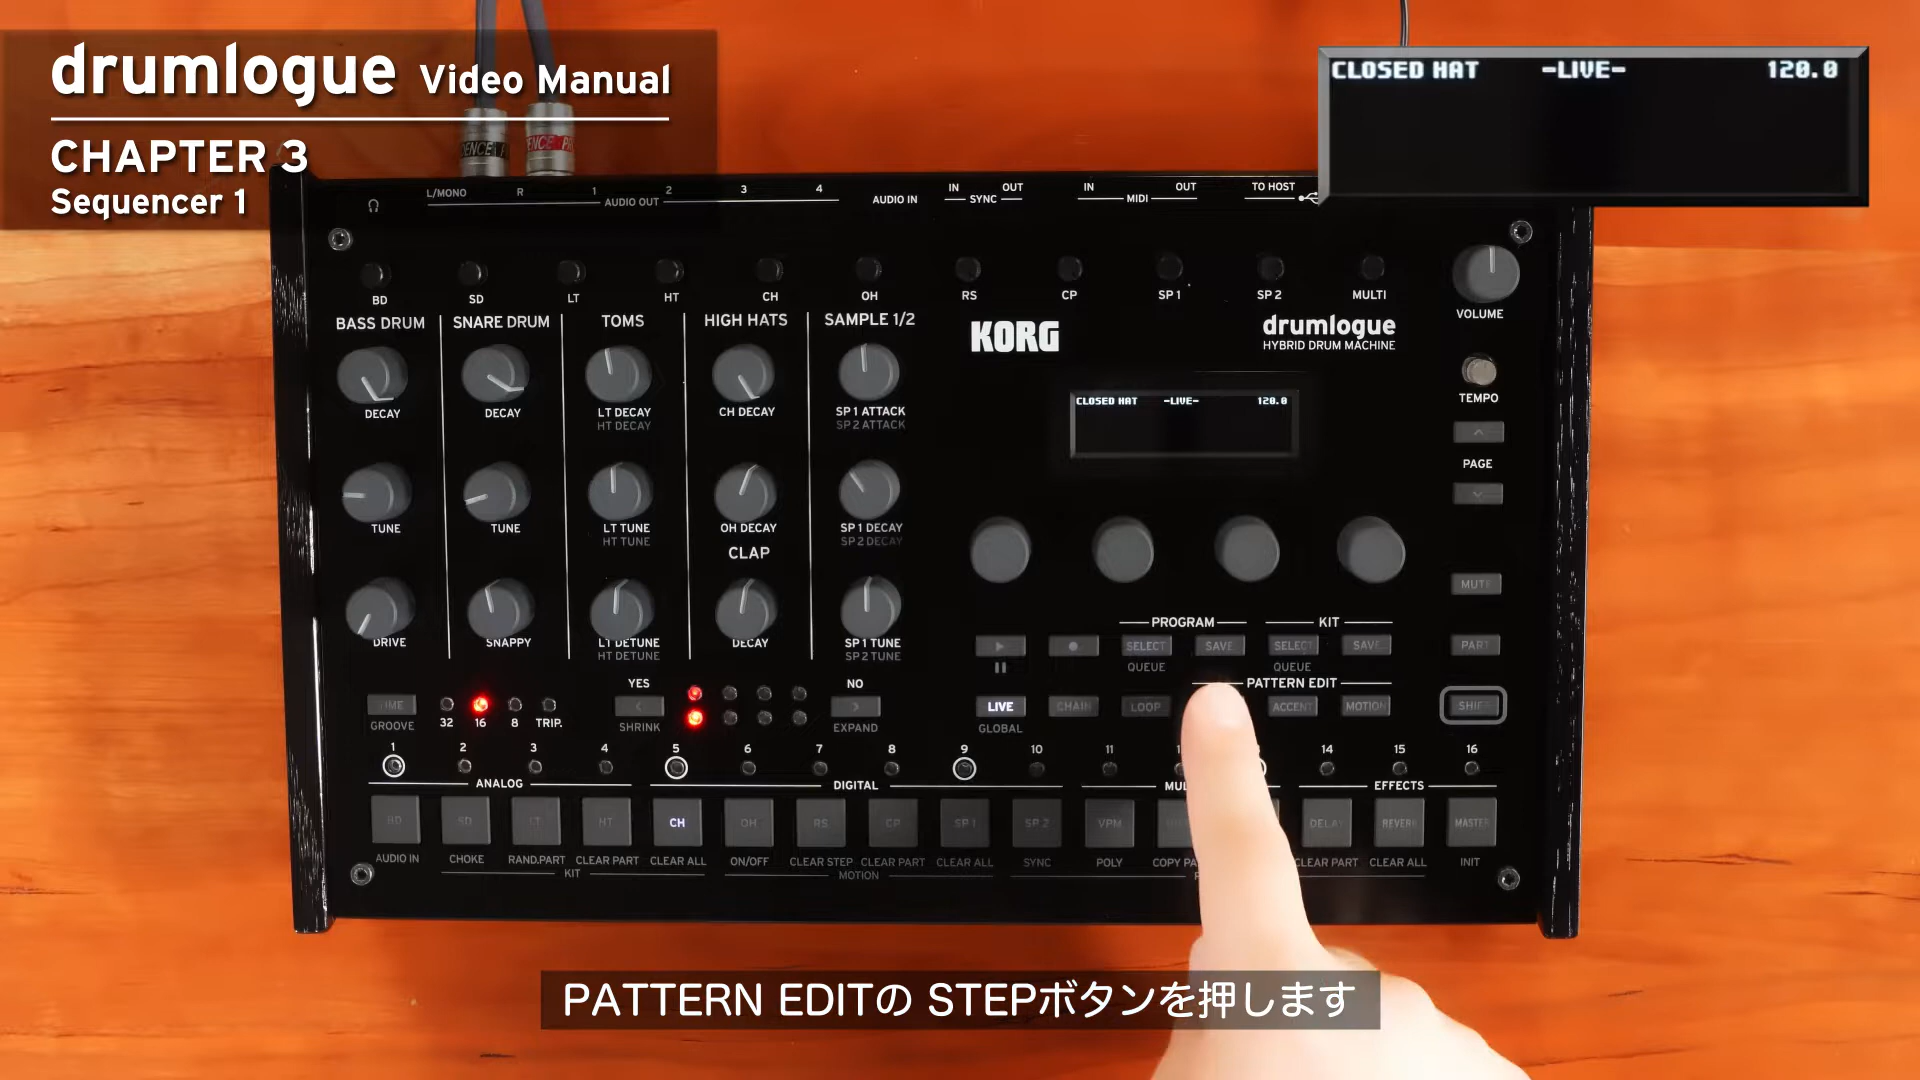 drumlogue Video Manual
CHAPTER 3
Sequencer 1
CLOSED HAT -LIVE- 120.0
L/MONO R 1 2 3 4
AUDIO OUT
AUDIO IN
IN OUT
SYNC
IN OUT
MIDI
TO HOST
BD SD LT HT CH OH RS CP SP 1 SP 2 MULTI
VOLUME
BASS DRUM SNARE DRUM TOMS HIGH HATS SAMPLE 1/2
KORG
drumlogue
HYBRID DRUM MACHINE
TEMPO
CLOSED HAT -LIVE- 120.0
DECAY DECAY LT DECAY CH DECAY SP 1 ATTACK
HT DECAY SP 2 ATTACK
PAGE
TUNE TUNE LT TUNE OH DECAY SP 1 DECAY
HT TUNE SP 2 DECAY
CLAP
MUTE
DRIVE SNAPPY LT DETUNE DECAY SP 1 TUNE
HT DETUNE SP 2 TUNE
PROGRAM KIT
SELECT SAVE SELECT SAVE PART
QUEUE QUEUE
YES NO PATTERN EDIT
LIVE CHAIN LOOP ACCENT MOTION SHIFT
GLOBAL
TIME
GROOVE
32 16 8 TRIP.
SHRINK EXPAND
1 2 3 4 5 6 7 8 9 10 11 14 15 16
ANALOG DIGITAL EFFECTS
BD SD LT HT CH OH RS CP SP 1 SP 2 VPM DELAY REVERB MASTER
AUDIO IN CHOKE RAND.PART CLEAR PART CLEAR ALL ON/OFF CLEAR STEP CLEAR PART CLEAR ALL SYNC POLY COPY CLEAR PART CLEAR ALL INIT
KIT MOTION
PATTERN EDITの STEPボタンを押します